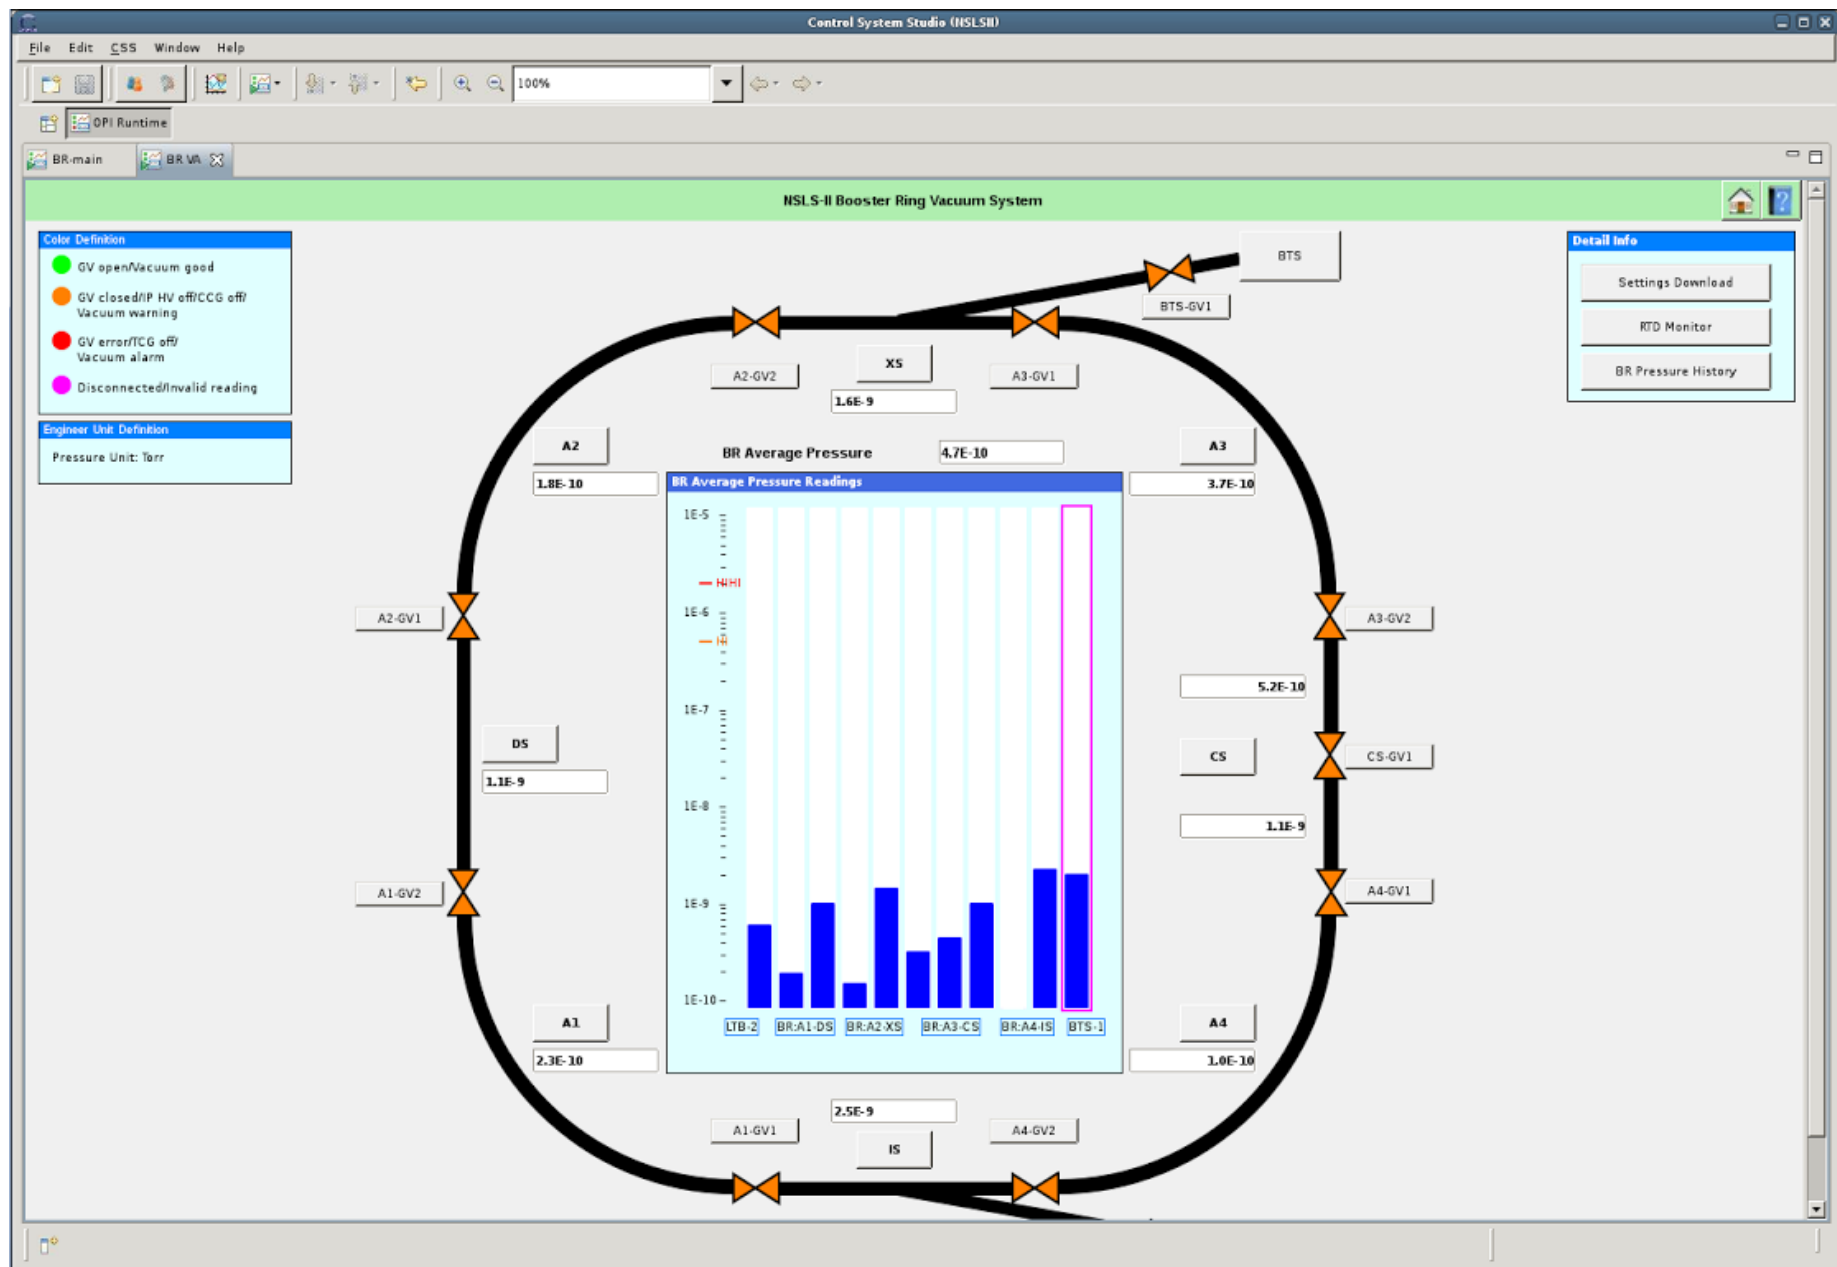 Control System Studio (NSLSII)
File Edit CSS Window Help
100%
OPI Runtime
BR-main BR VA
NSLS-II Booster Ring Vacuum System
Color Definition
GV open/Vacuum good
GV closed/IP HV off/CCG off/
Vacuum warning
GV error/TCG off/
Vacuum alarm
Disconnected/Invalid reading
Engineer Unit Definition
Pressure Unit: Torr
Detail Info
Settings Download
RTD Monitor
BR Pressure History
BTS
BTS-GV1
A2-GV2
XS
A3-GV1
1.6E-9
A2
BR Average Pressure 4.7E-10
A3
1.8E-10
3.7E-10
BR Average Pressure Readings
1E-5
HIHI
1E-6
HI
1E-7
1E-8
1E-9
1E-10
LTB-2 BR:A1-DS BR:A2-XS BR:A3-CS BR:A4-IS BTS-1
A2-GV1
A3-GV2
5.2E-10
DS
CS
CS-GV1
1.1E-9
1.1E-9
A1-GV2
A4-GV1
A1
A4
2.3E-10
1.0E-10
2.5E-9
A1-GV1
A4-GV2
IS